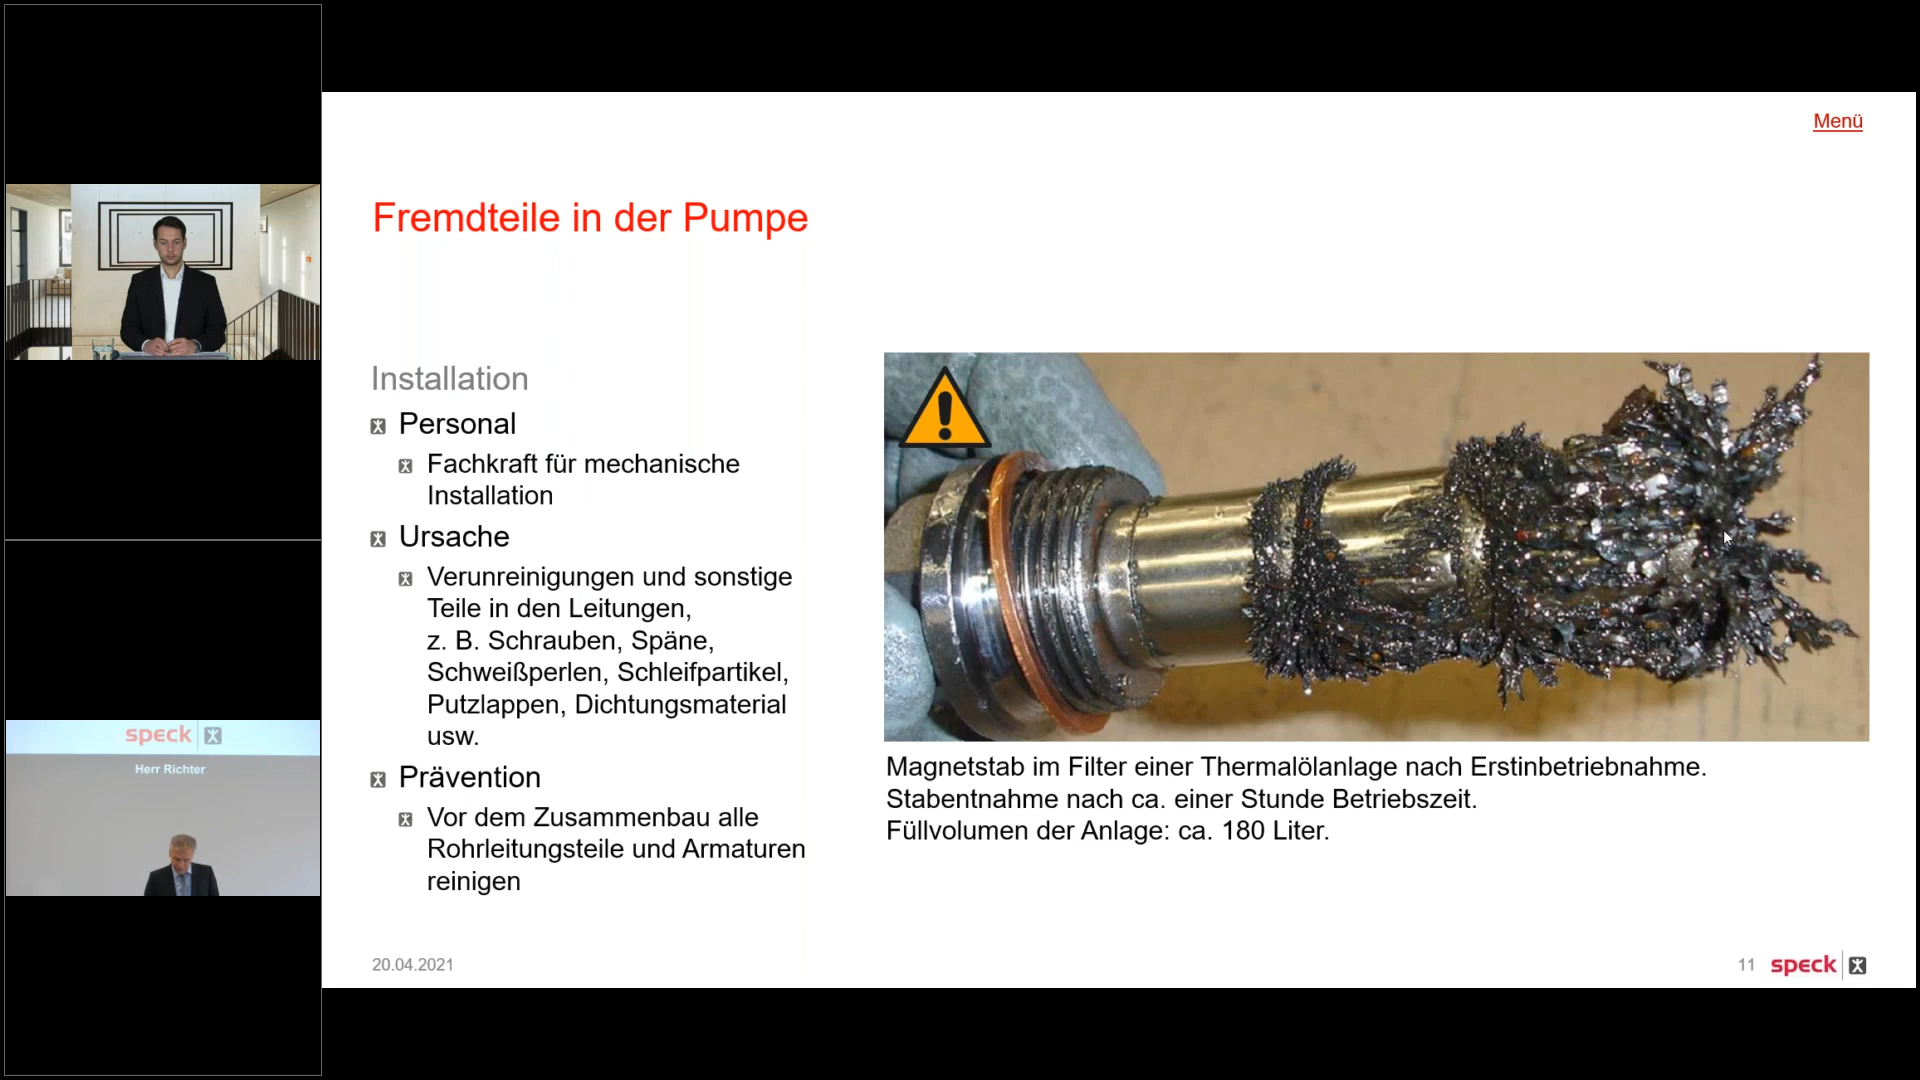 Menü
Fremdteile in der Pumpe
Installation
Personal
Fachkraft für mechanische
Installation
Ursache
Verunreinigungen und sonstige
Teile in den Leitungen,
z. B. Schrauben, Späne,
Schweißperlen, Schleifpartikel,
Putzlappen, Dichtungsmaterial
usw.
Prävention
Vor dem Zusammenbau alle
Rohrleitungsteile und Armaturen
reinigen
Magnetstab im Filter einer Thermalölanlage nach Erstinbetriebnahme.
Stabentnahme nach ca. einer Stunde Betriebszeit.
Füllvolumen der Anlage: ca. 180 Liter.
20.04.2021
11 speck
speck
Herr Richter